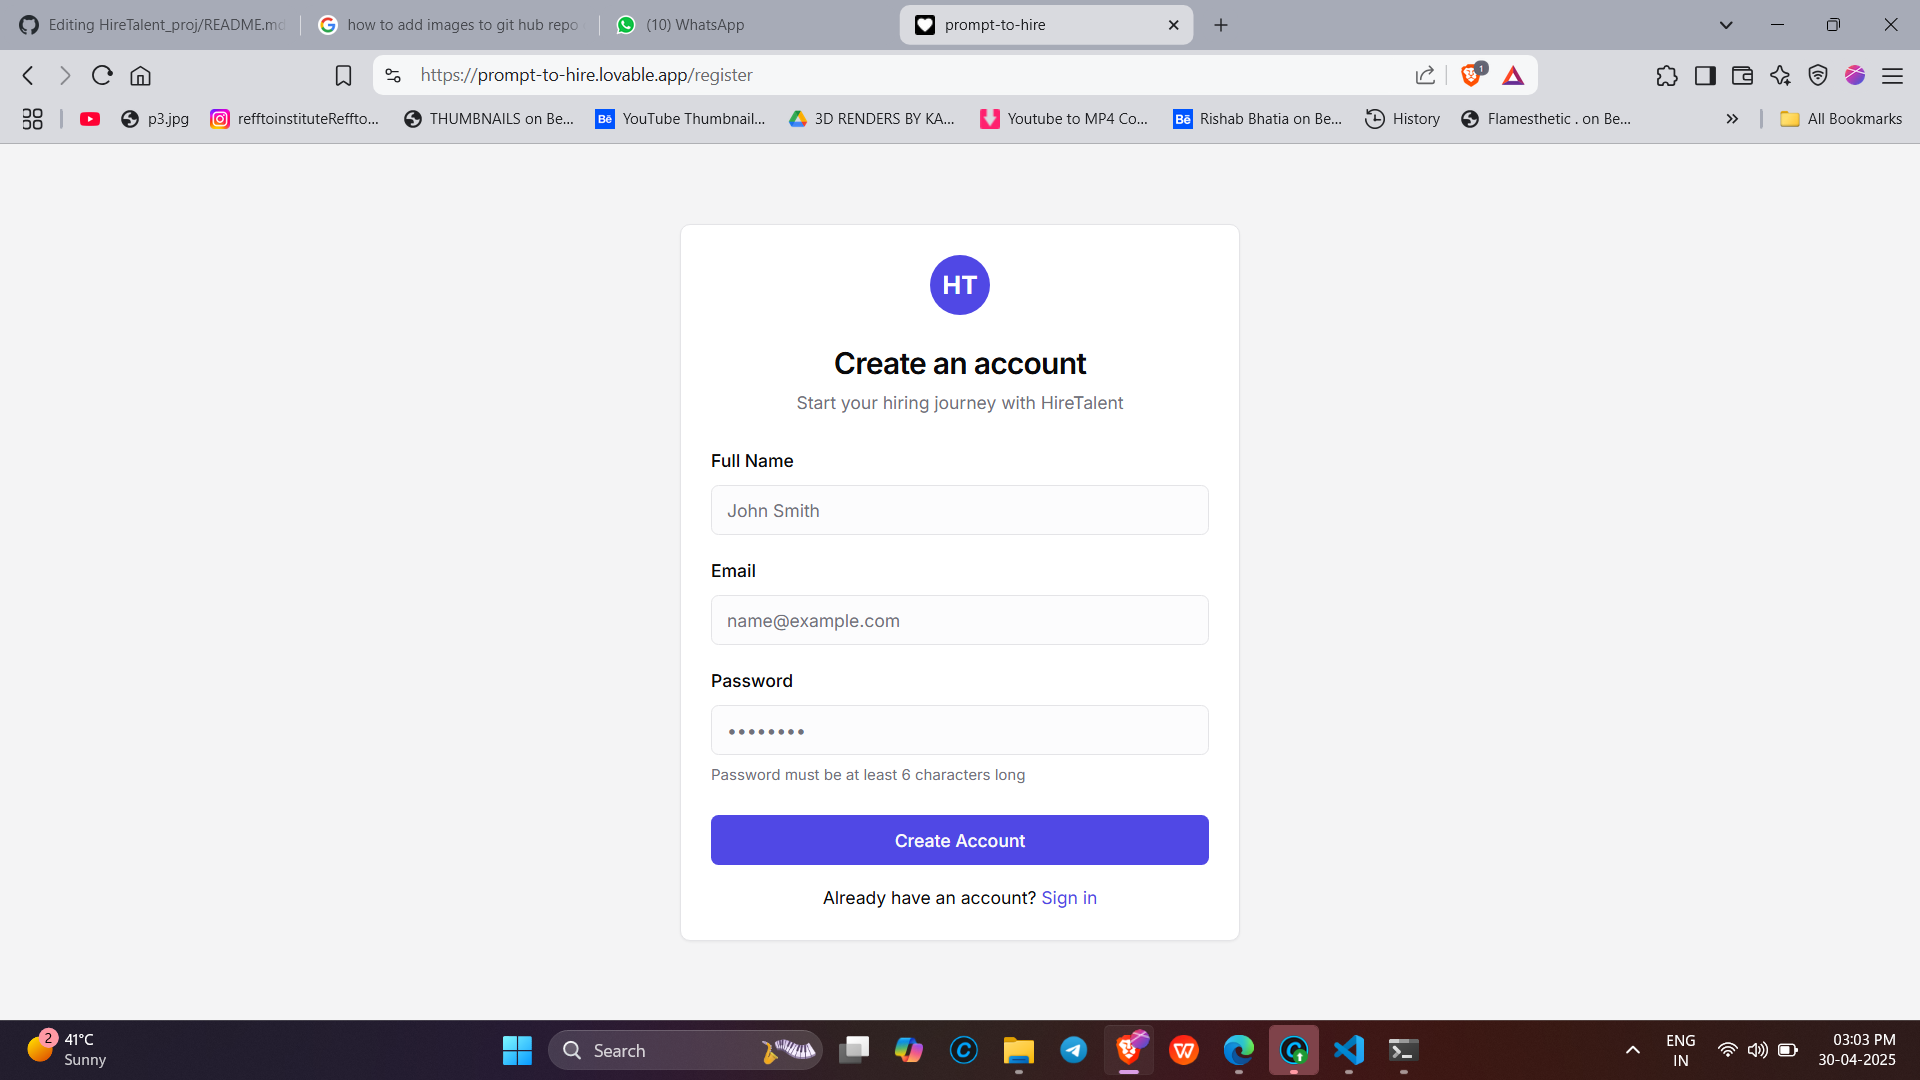 Editing HireTalent_proj/README.md
how to add images to git hub repo
(10) WhatsApp
prompt-to-hire
https://prompt-to-hire.lovable.app/register
1
p3.jpg
refftoinstituteReffto...
THUMBNAILS on Be...
Bē
YouTube Thumbnail...
3D RENDERS BY KA...
Youtube to MP4 Co...
Bē
Rishab Bhatia on Be...
History
Flamesthetic . on Be...
All Bookmarks
HT
Create an account
Start your hiring journey with HireTalent
Full Name
John Smith
Email
name@example.com
Password
••••••••
Password must be at least 6 characters long
Create Account
Already have an account? Sign in
2
41°C
Sunny
Search
ENG
IN
03:03 PM
30-04-2025